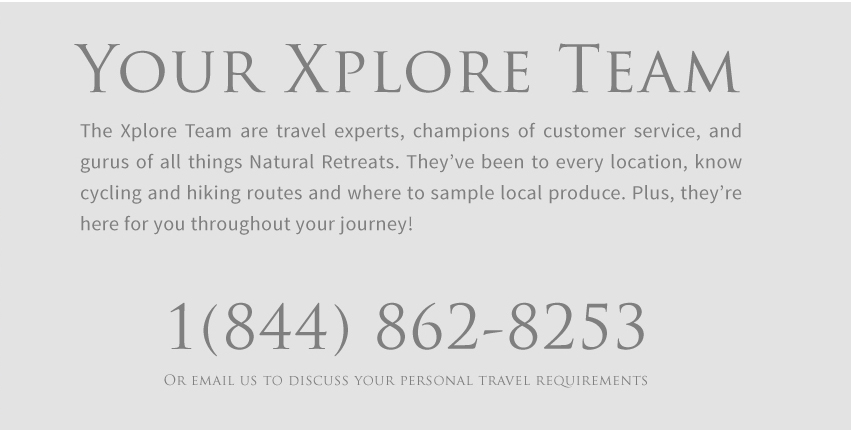 Your Xplore Team
The Xplore Team are travel experts, champions of customer service, and
gurus of all things Natural Retreats. They’ve been to every location, know
cycling and hiking routes and where to sample local produce. Plus, they’re
here for you throughout your journey!
1(844) 862-8253
Or email us to discuss your personal travel requirements